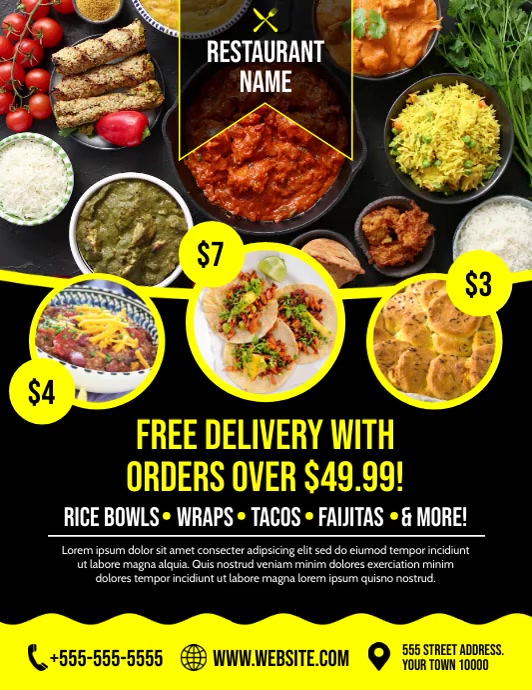 RESTAURANT
NAME
$7
$3
$4
FREE DELIVERY WITH
ORDERS OVER $49.99!
RICE BOWLS • WRAPS • TACOS • FAIJITAS • & MORE!
Lorem ipsum dolor sit amet consecter adipsicing elit sed do eiumod tempor incidiunt
ut labore magna alquia. Quis nostrud veniam minim dolores exerciation minim
dolores tempor incidiunt ut labore magna lorem ipsum quisno nostrud.
+555-555-5555
WWW.WEBSITE.COM
555 STREET ADDRESS.
YOUR TOWN 10000